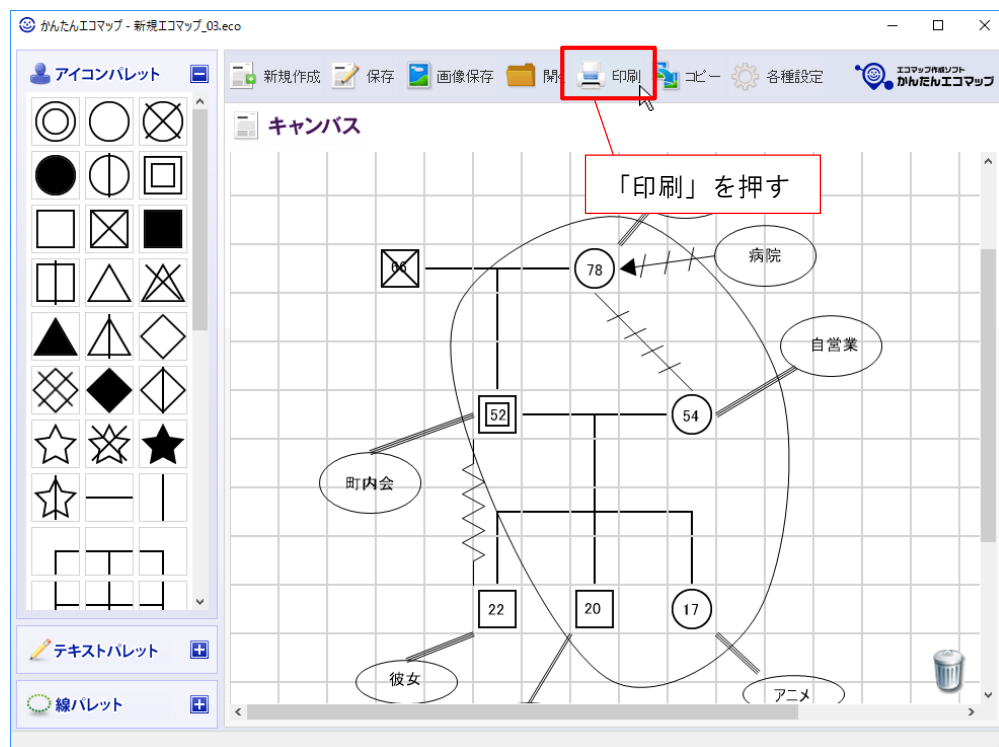 かんたんエコマップ - 新規エコマップ_03.eco
アイコンパレット
新規作成 保存 画像保存 開 印刷 コピー 各種設定
エコマップ作成ソフト
かんたんエコマップ
キャンバス
「印刷」を押す
病院
66
78
自営業
52
54
町内会
22
20
17
彼女
アニメ
テキストパレット
線パレット